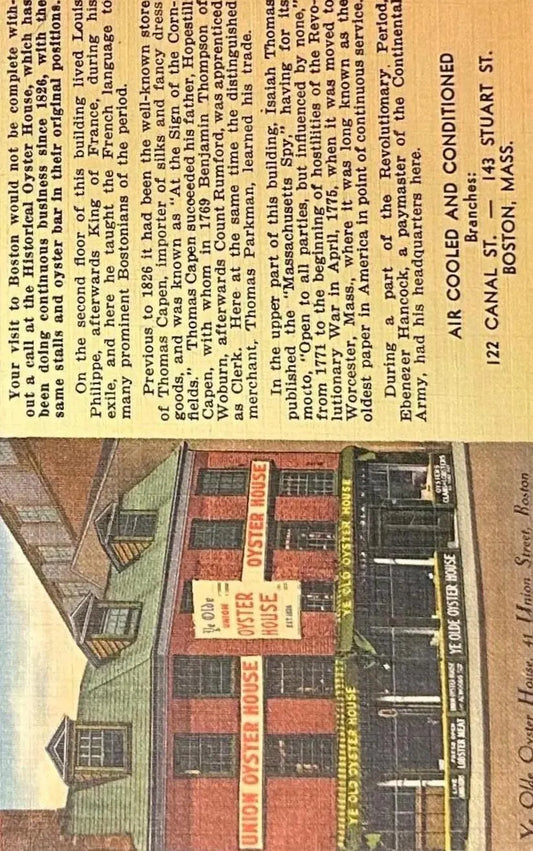 Your visit to Boston would not be complete with-
out a call at the Historical Oyster House, which has
been doing continuous business since 1826, with the
same stalls and oyster bar in their original positions.
On the second floor of this building lived Louis
Philippe, afterwards King of France, during his
exile, and here he taught the French language to
many prominent Bostonians of the period.
Previous to 1826 it had been the well-known store
of Thomas Capen, importer of silks and fancy dress
goods, and was known as "At the Sign of the Corn-
fields." Thomas Capen succeeded his father, Hopestill
Capen, with whom in 1769 Benjamin Thompson of
Woburn, afterwards Count Rumford, was apprenticed
as Clerk. Here at the same time the distinguished
merchant, Thomas Parkman, learned his trade.
In the upper part of this building, Isaiah Thomas
published the "Massachusetts Spy," having for its
mocto, "Open to all parties, but influenced by none,"
from 1771 to the beginning of hostilities of the Revo-
lutionary War in April, 1775, when it was moved to
Worcester, Mass., where it was long known as the
oldest paper in America in point of continuous service.
During a part of the Revolutionary Period,
Ebenezer Hancock, a paymaster of the Continental
Army, had his headquarters here.
AIR COOLED AND CONDITIONED
Branches:
122 CANAL ST. — 143 STUART ST.
BOSTON, MASS.
UNION OYSTER HOUSE
Ye Olde
UNION
OYSTER
HOUSE
EST 1826
OYSTER HOUSE
YE OLD OYSTER HOUSE
YE OLD OYSTER HOUSE
LIVE
LOBSTER MEAT
YE OLDE OYSTER HOUSE
OYSTERS
CLAMS-LOBSTERS
Ye Olde Oyster House, 41 Union Street, Boston